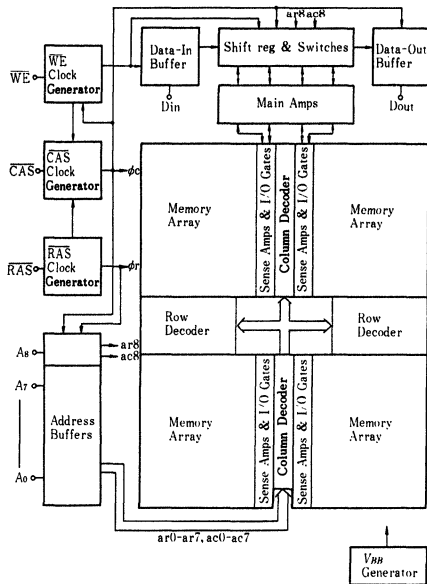 ar8 ac8
WE
WE
Clock
Generator
Data-In
Buffer
Shift reg & Switches
Data-Out
Buffer
Din
Main Amps
Dout
CAS
CAS
Clock
Generator
φc
RAS
RAS
Clock
Generator
φr
Memory
Array
Sense Amps & I/O Gates
Column Decoder
Sense Amps & I/O Gates
Memory
Array
Row
Decoder
Row
Decoder
A8
ar8
ac8
A7
Address
Buffers
A0
Memory
Array
Sense Amps & I/O Gates
Column Decoder
Sense Amps & I/O Gates
Memory
Array
ar0-ar7, ac0-ac7
VBB
Generator